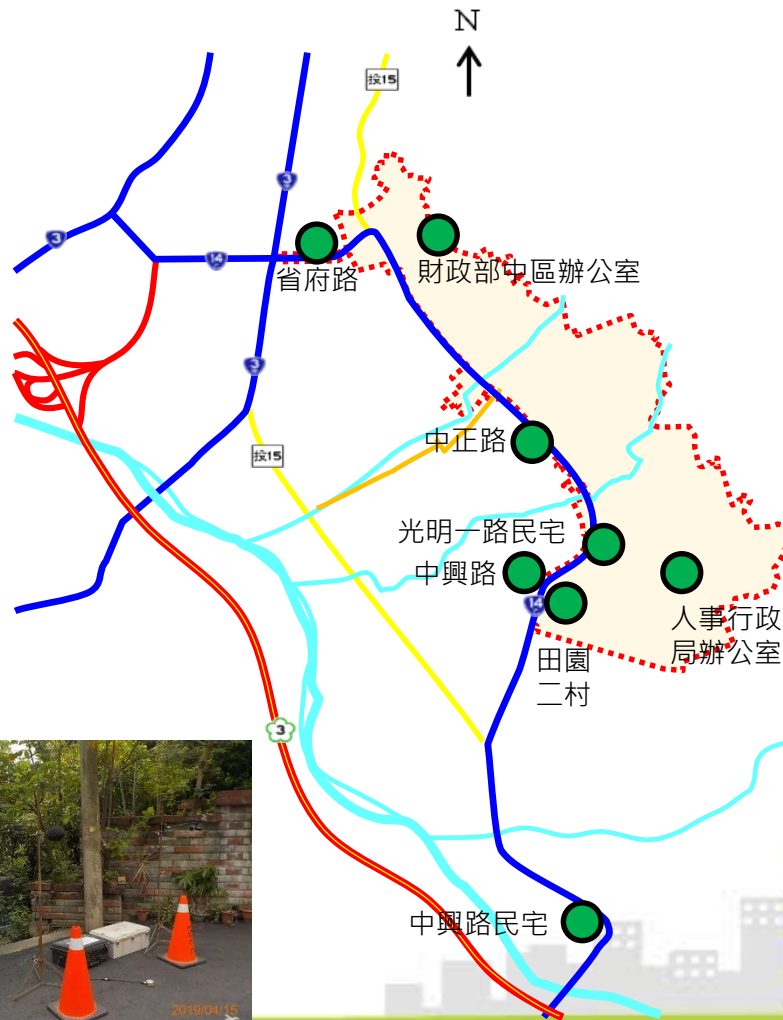 N
投15
3
3
14
省府路
財政部中區辦公室
3
中正路
投15
光明一路民宅
中興路
14
人事行政
局辦公室
田園
二村
3
中興路民宅
2019/04/15